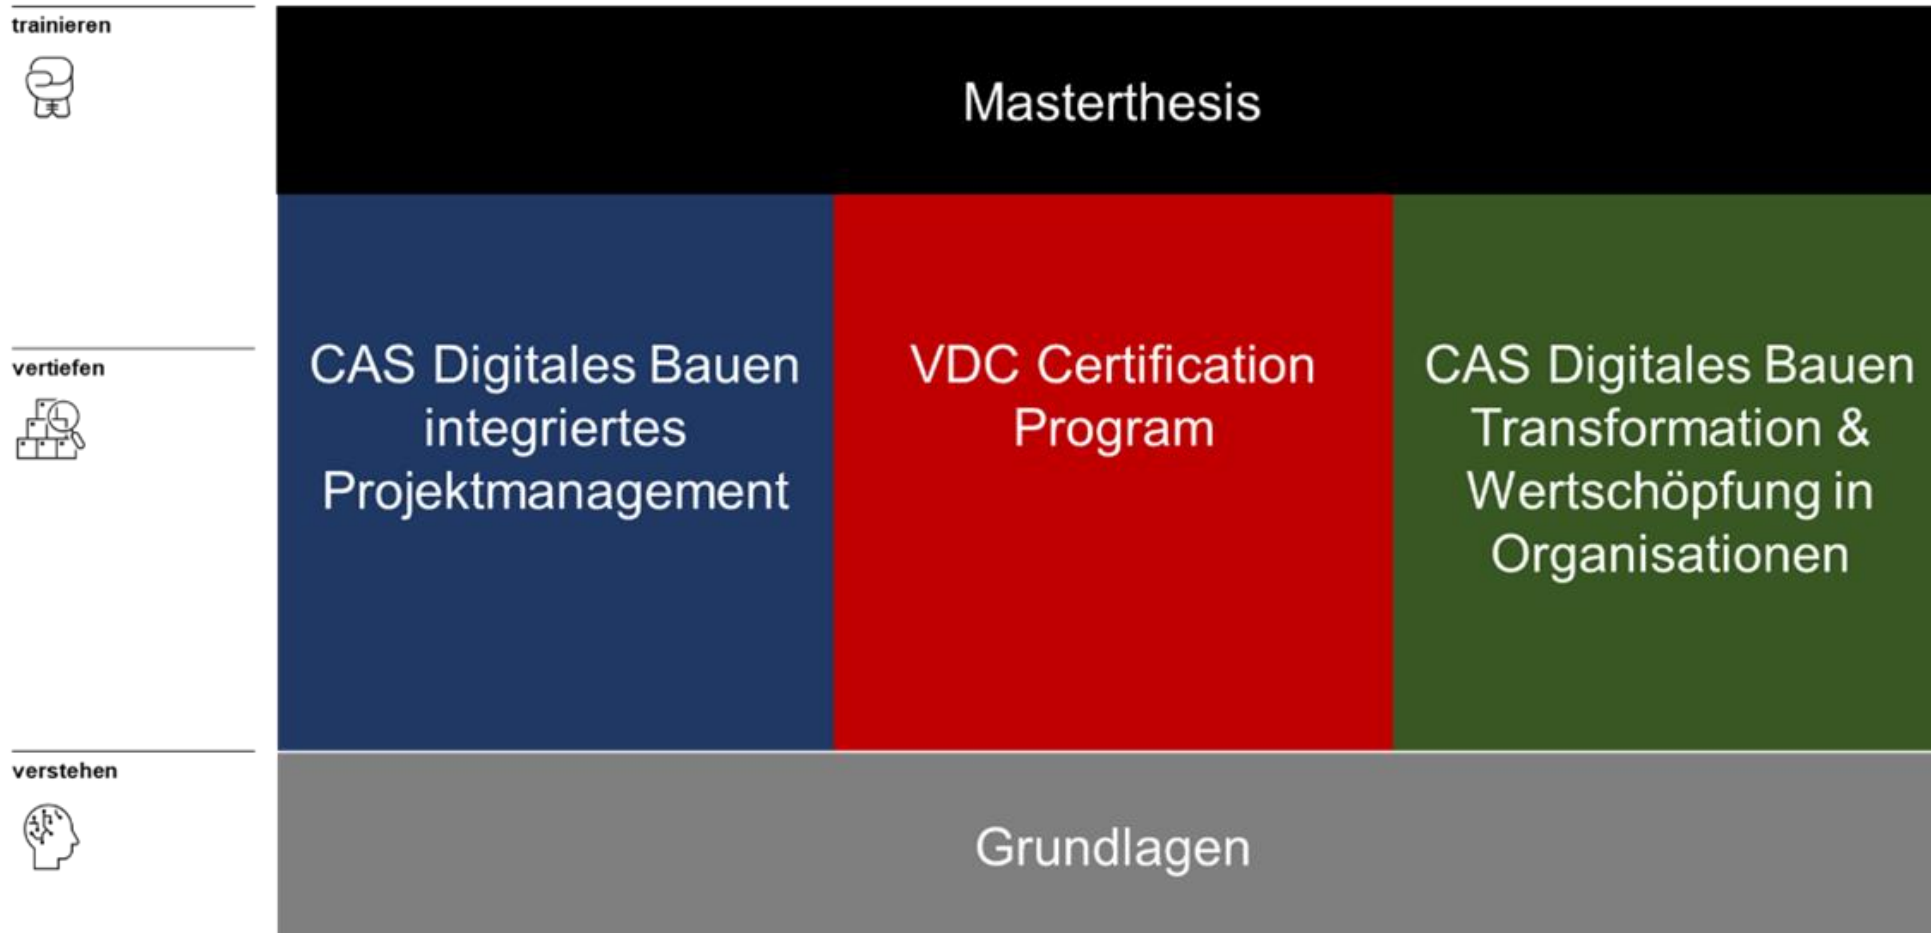 trainieren
Masterthesis
vertiefen
CAS Digitales Bauen
integriertes
Projektmanagement
VDC Certification
Program
CAS Digitales Bauen
Transformation &
Wertschöpfung in
Organisationen
verstehen
Grundlagen